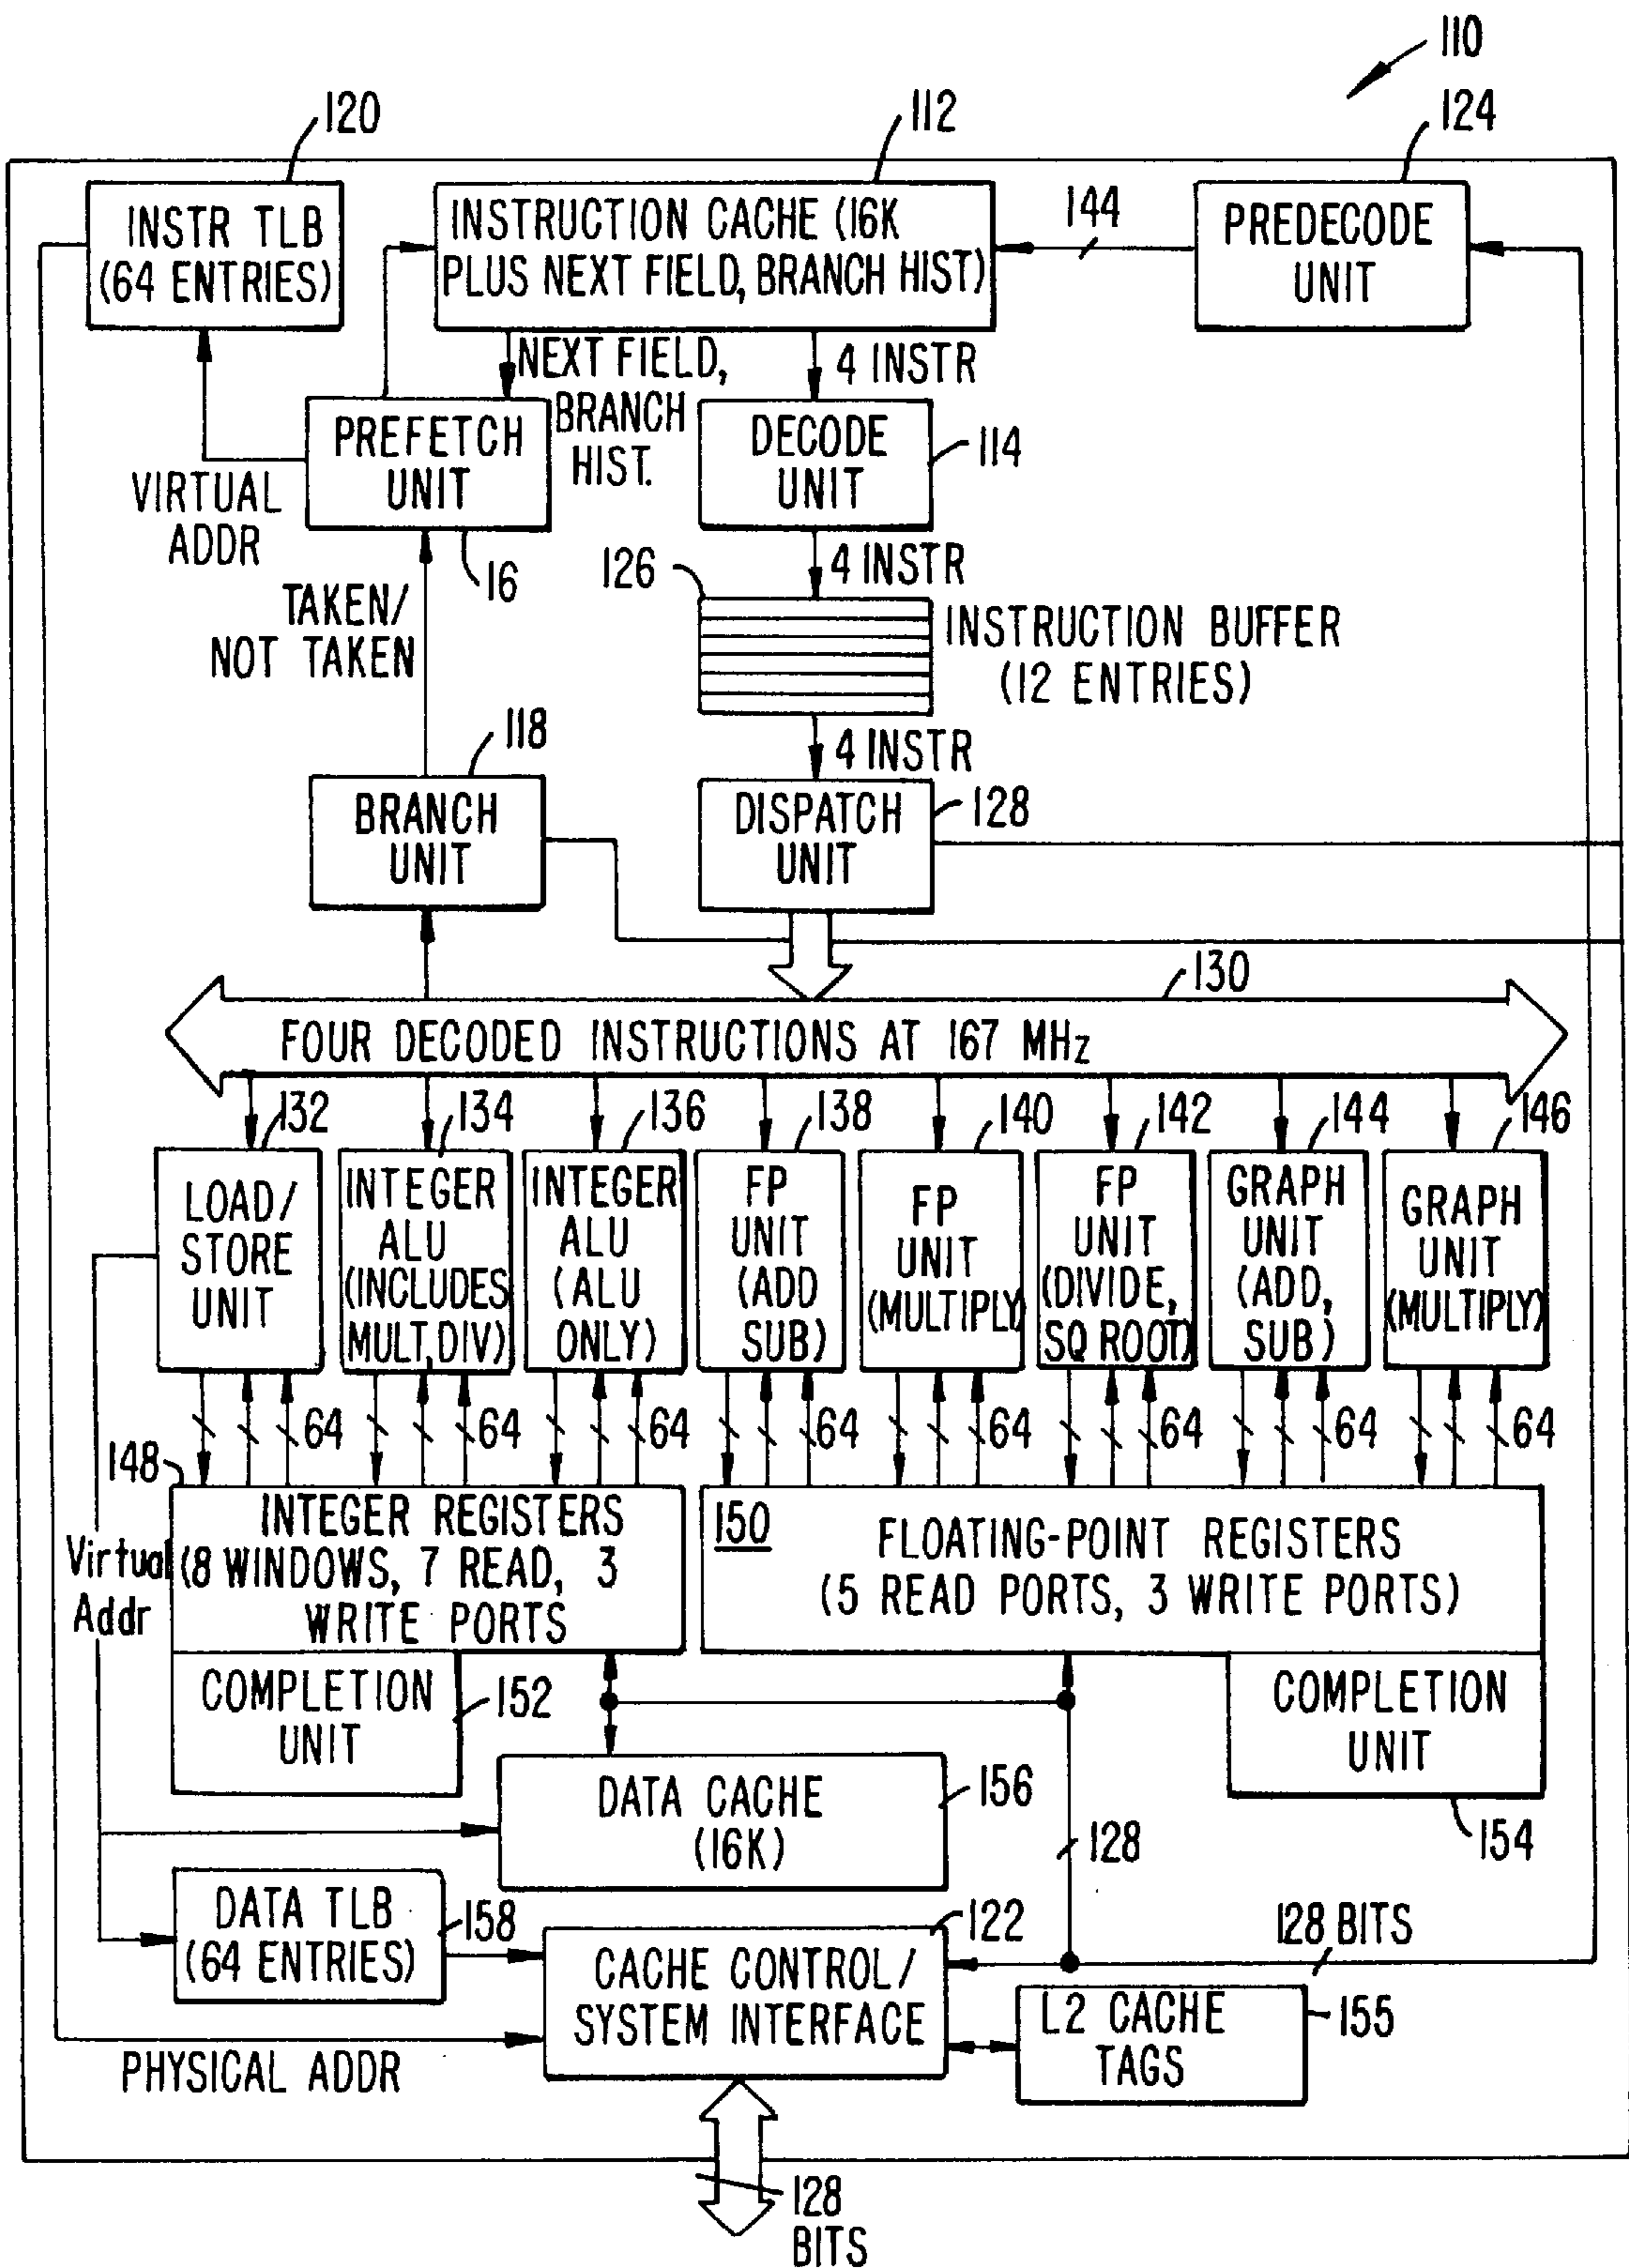 110
120
112
124
INSTR TLB
(64 ENTRIES)
INSTRUCTION CACHE (16K
PLUS NEXT FIELD, BRANCH HIST)
144
PREDECODE
UNIT
NEXT FIELD,
BRANCH
HIST.
4 INSTR
PREFETCH
UNIT
DECODE
UNIT
114
VIRTUAL
ADDR
16
4 INSTR
126
TAKEN/
NOT TAKEN
INSTRUCTION BUFFER
(12 ENTRIES)
118
4 INSTR
BRANCH
UNIT
DISPATCH
UNIT
128
130
FOUR DECODED INSTRUCTIONS AT 167 MHz
132
134
136
138
140
142
144
146
LOAD/
STORE
UNIT
INTEGER
ALU
(INCLUDES
MULT,DIV)
INTEGER
ALU
(ALU
ONLY)
FP
UNIT
(ADD
SUB)
FP
UNIT
(MULTIPLY)
FP
UNIT
(DIVIDE,
SQ ROOT)
GRAPH
UNIT
(ADD,
SUB)
GRAPH
UNIT
(MULTIPLY)
64
64
64
64
64
64
64
64
148
INTEGER REGISTERS
(8 WINDOWS, 7 READ, 3
WRITE PORTS
150
FLOATING-POINT REGISTERS
(5 READ PORTS, 3 WRITE PORTS)
Virtual
Addr
COMPLETION
UNIT
152
COMPLETION
UNIT
154
DATA CACHE
(16K)
156
128
DATA TLB
(64 ENTRIES)
158
122
128 BITS
CACHE CONTROL/
SYSTEM INTERFACE
L2 CACHE
TAGS
155
PHYSICAL ADDR
128
BITS